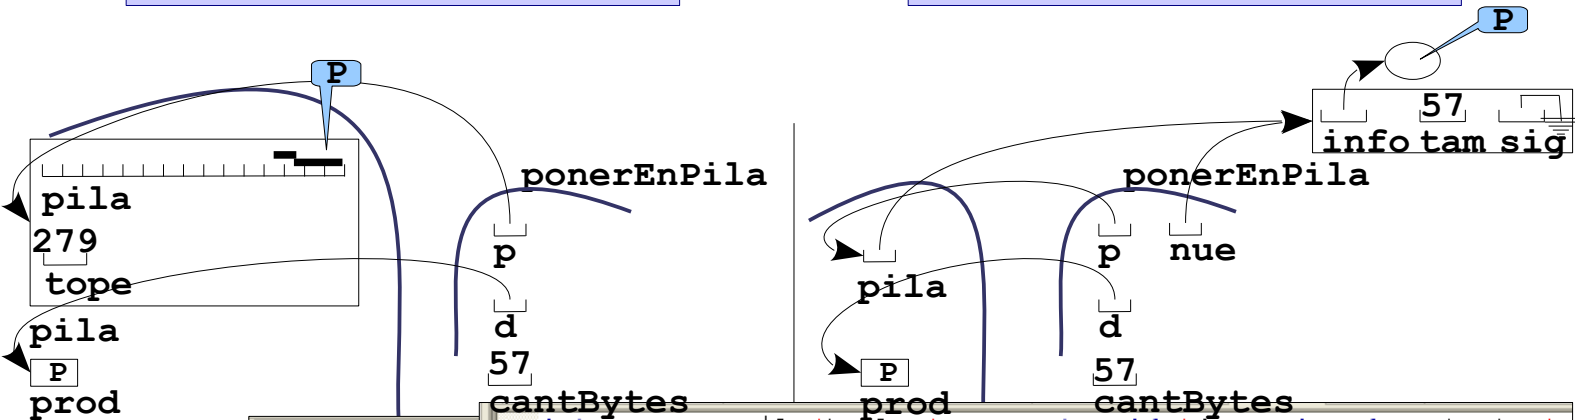 P
pila
279
tope
pila
P
prod
ponerEnPila
p
d
57
cantBytes
P
57
info tam sig
ponerEnPila
p
nue
pila
d
P
prod
57
cantBytes